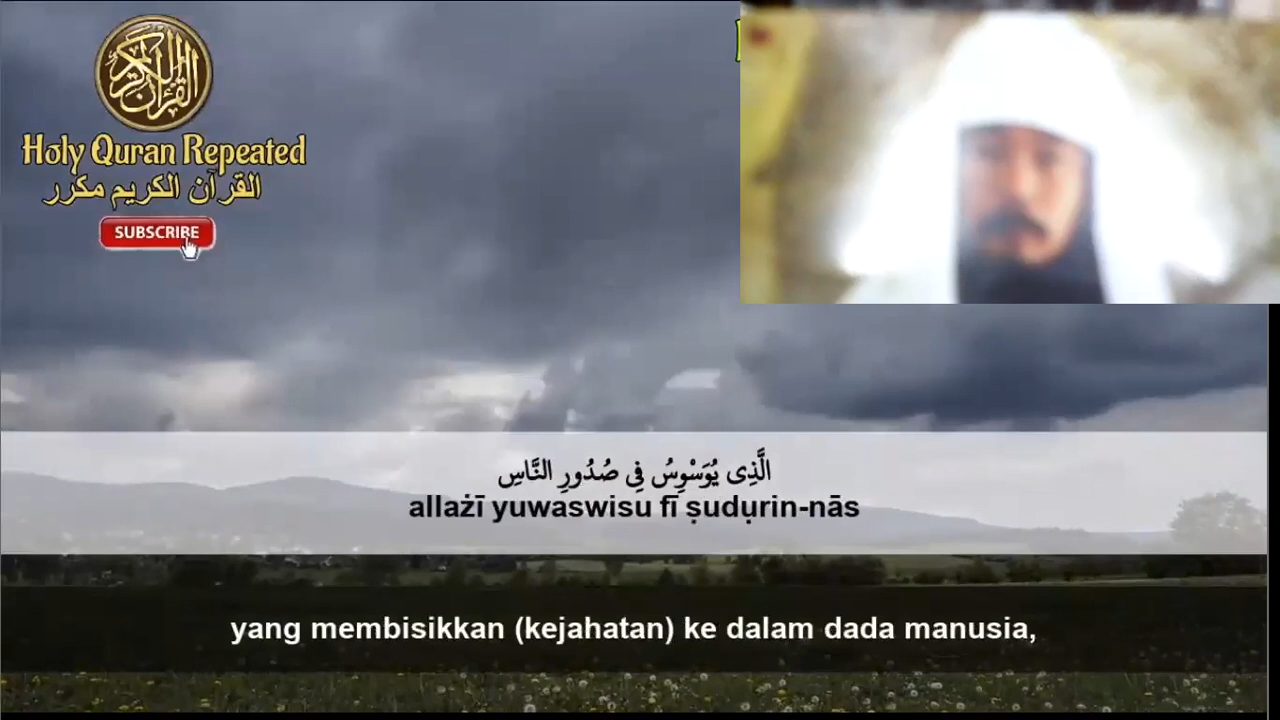 Holy Quran Repeated
القرآن الكريم مكرر
SUBSCRIBE
الَّذِى يُوَسْوِسُ فِى صُدُورِ النَّاسِ
allażī yuwaswisu fī ṣudụrin-nās
yang membisikkan (kejahatan) ke dalam dada manusia,